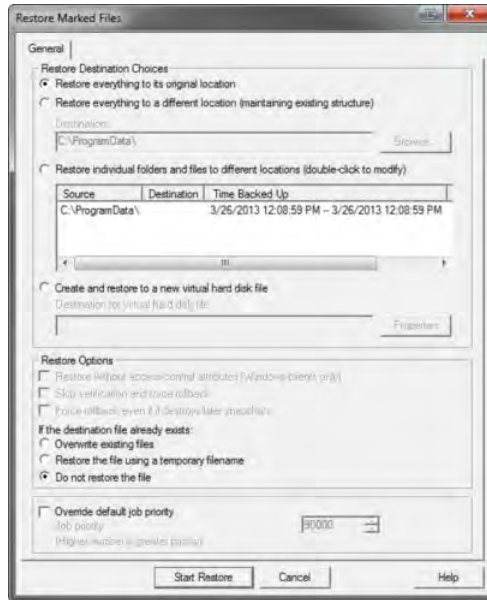 Restore Marked Files
General
Restore Destination Choices
Restore everything to its original location
Restore everything to a different location (maintaining existing structure)
Destination:
C:\ProgramData\
Browse...
Restore individual folders and files to different locations (double-click to modify)
Source Destination Time Backed Up
C:\ProgramData\ 3/26/2013 12:08:59 PM – 3/26/2013 12:08:59 PM
Create and restore to a new virtual hard disk file
Destination for virtual hard disk file
Properties
Restore Options
Restore without access-control attributes (Windows clients only)
Skip verification and force rollback
Force rollback even if it destroys later snapshots
If the destination file already exists:
Overwrite existing files
Restore the file using a temporary filename
Do not restore the file
Override default job priority
Job priority
90000
(Higher number is greater priority)
Start Restore Cancel Help